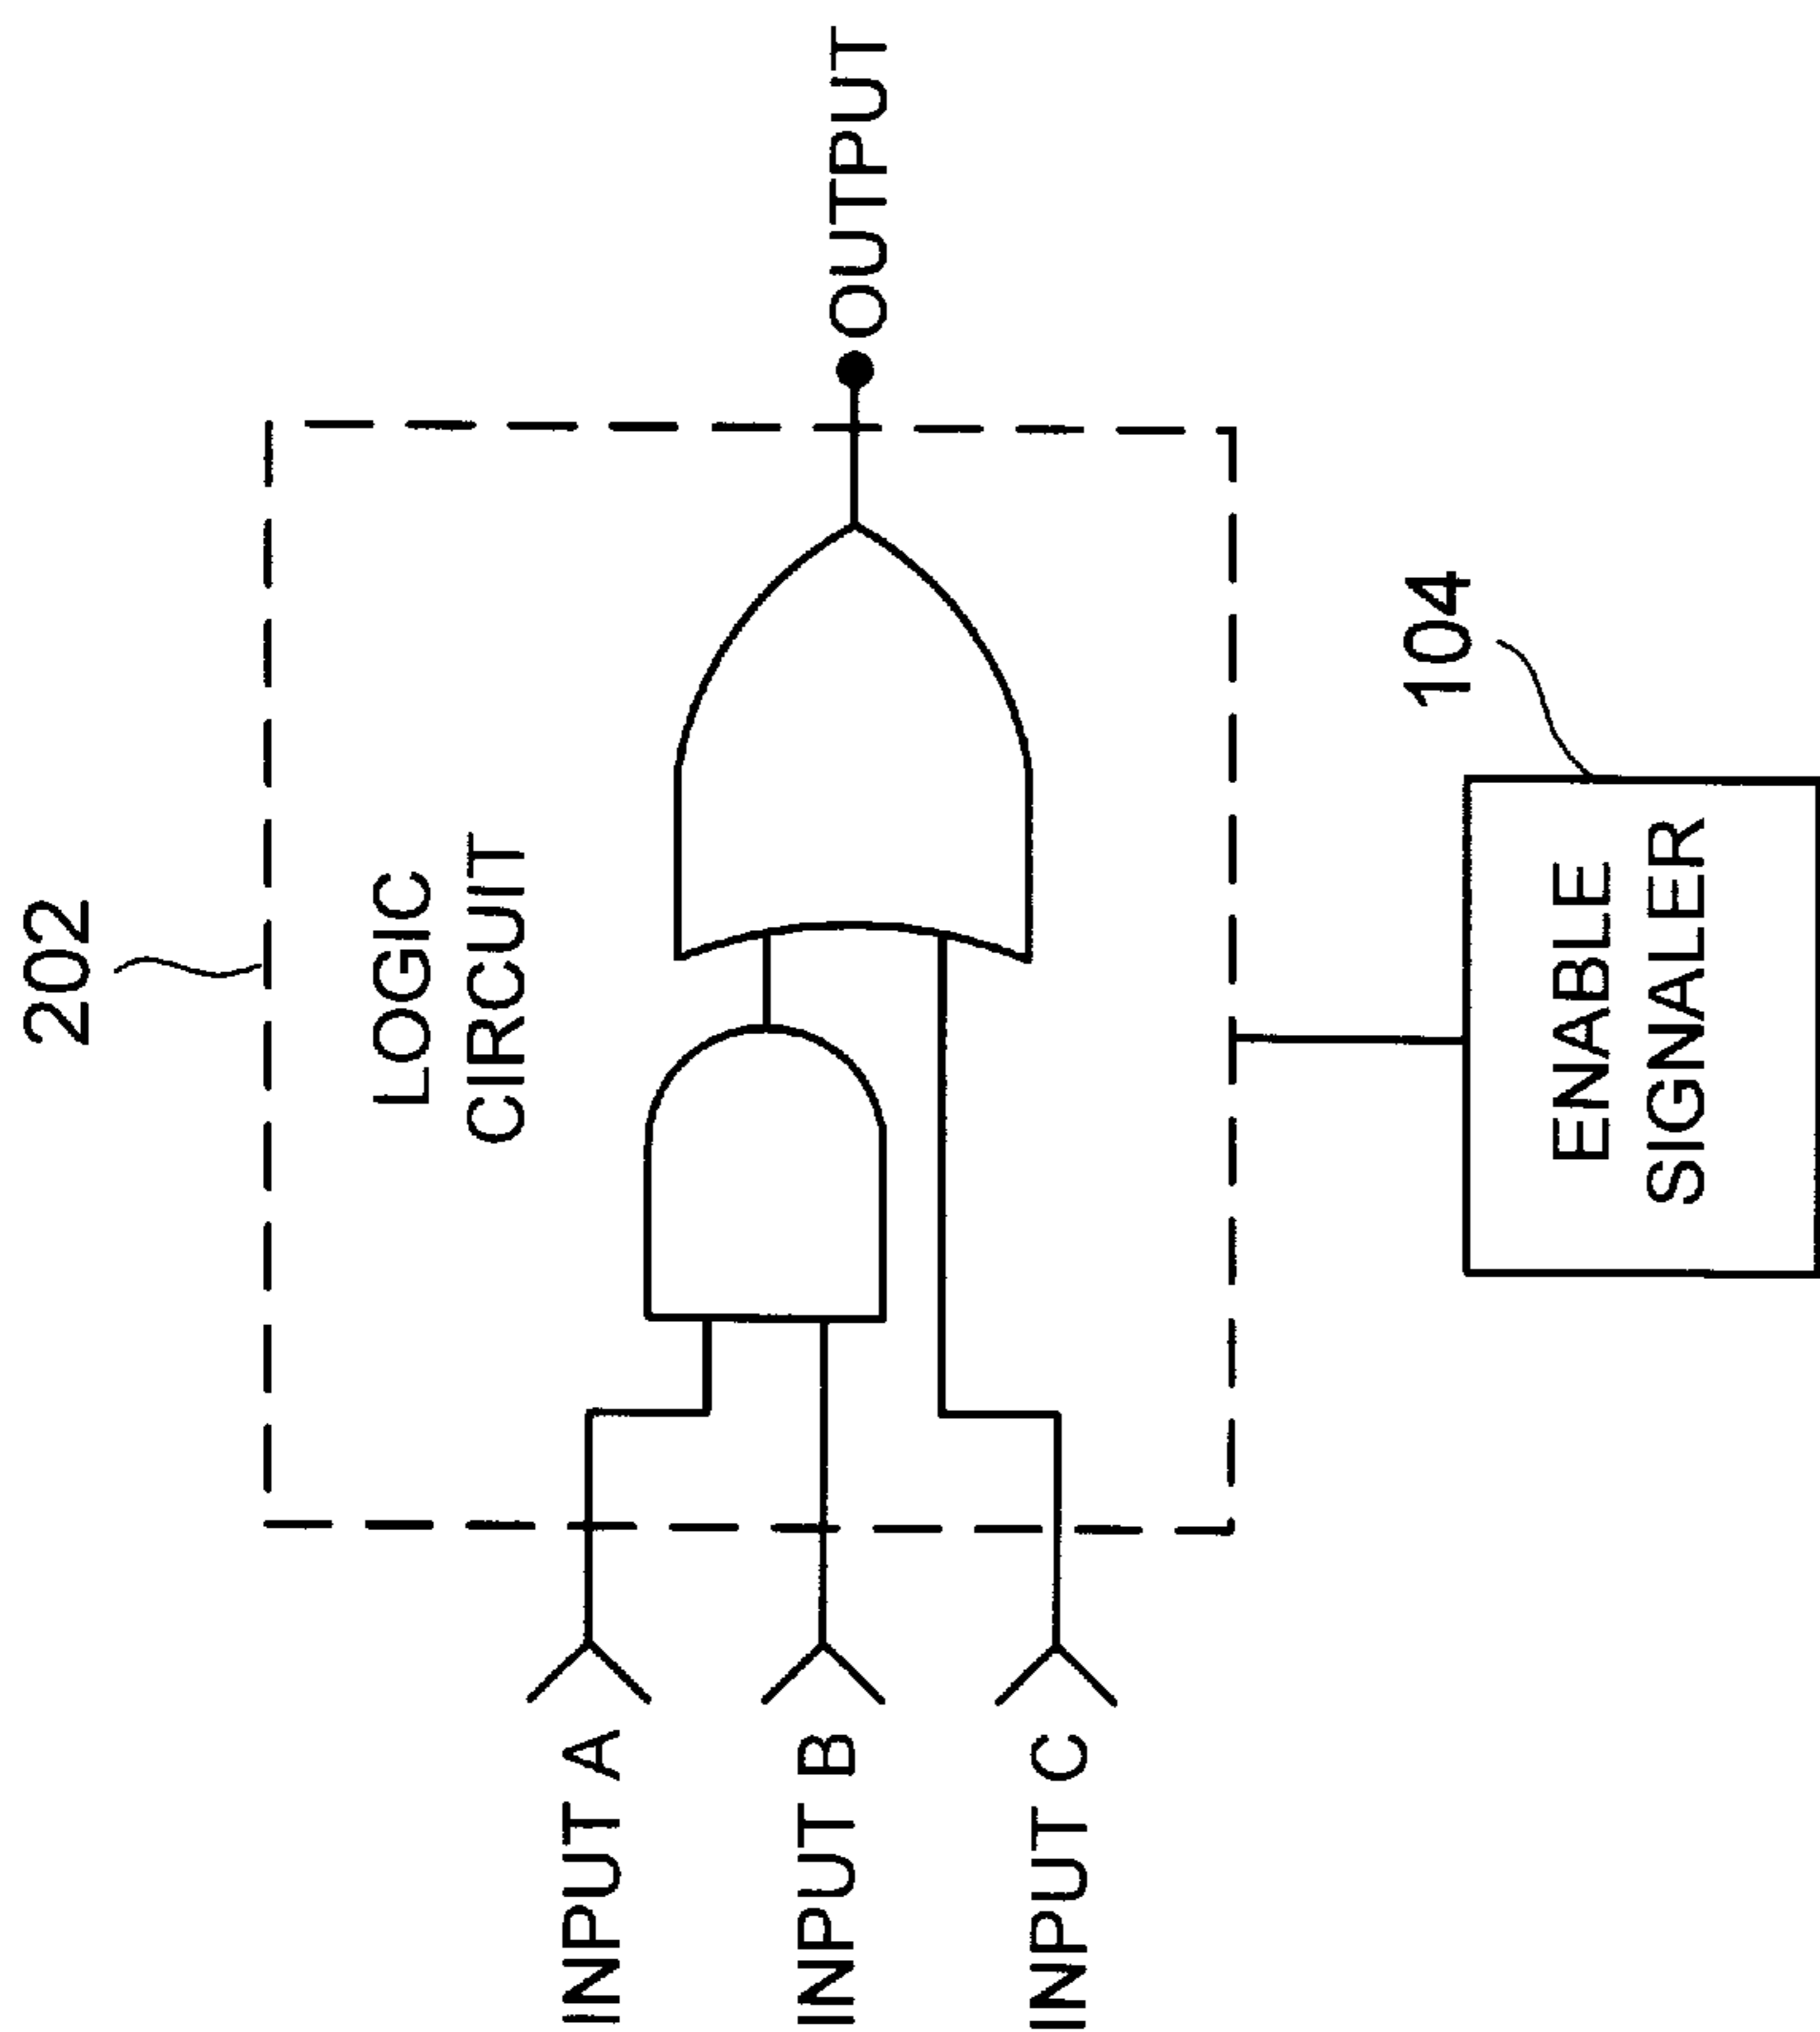 202
LOGIC
CIRCUIT
INPUT A
INPUT B
INPUT C
OUTPUT
104
ENABLE
SIGNALER